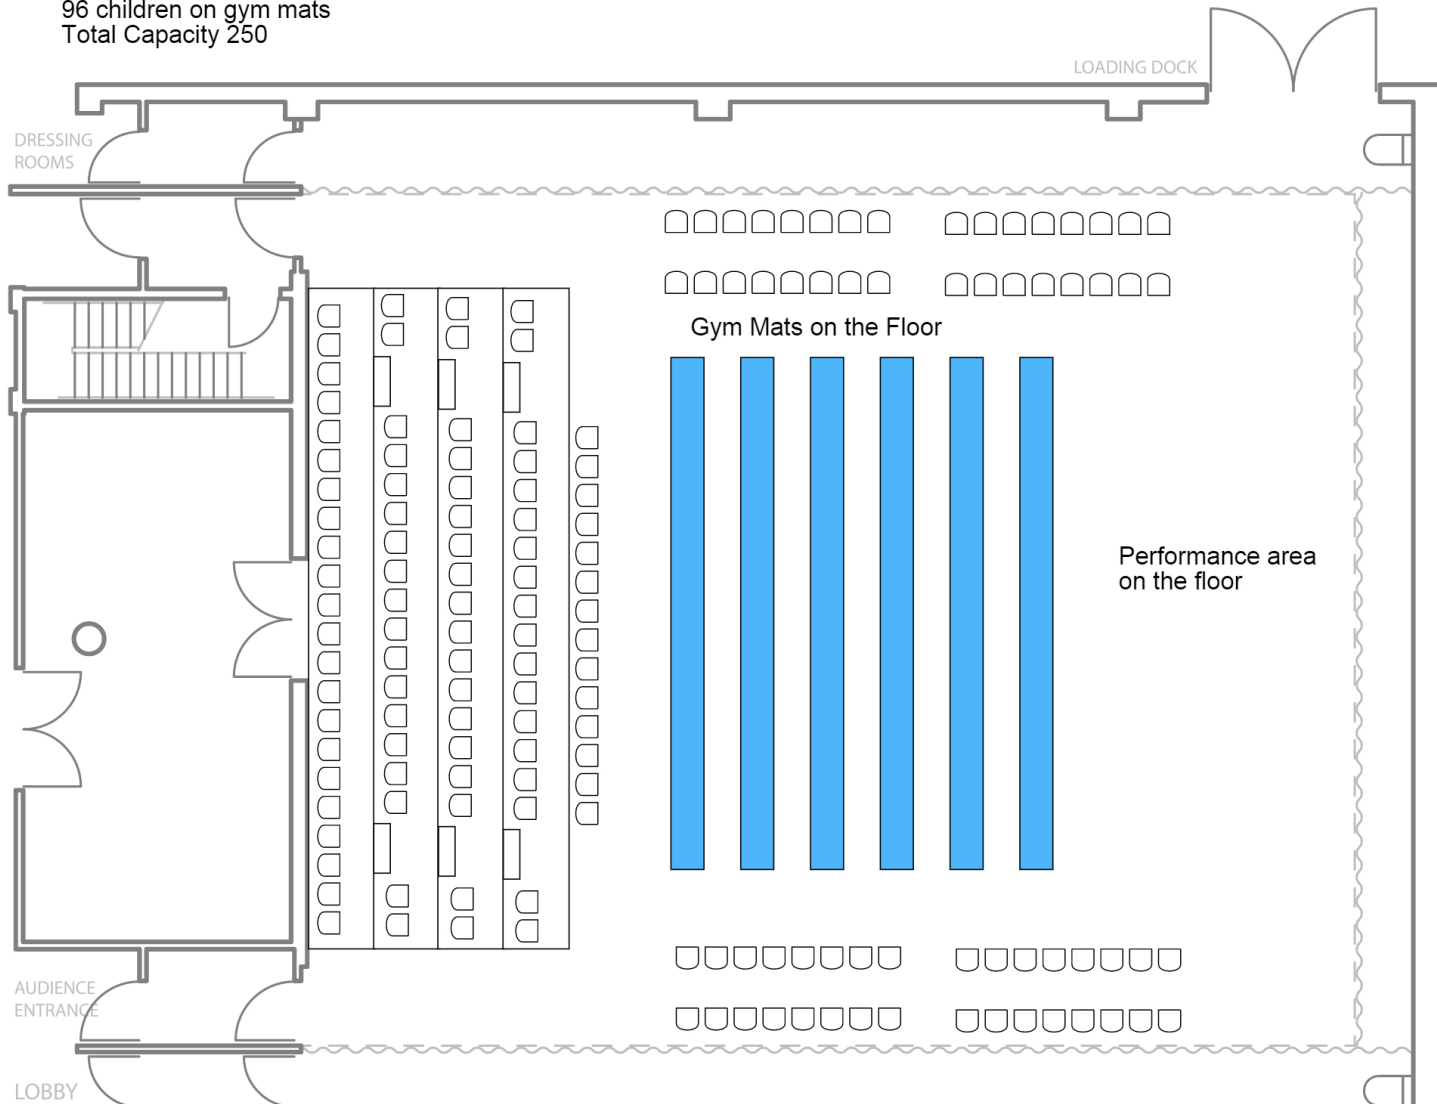 96 children on gym mats
Total Capacity 250
LOADING DOCK
DRESSING
ROOMS
Gym Mats on the Floor
Performance area
on the floor
AUDIENCE
ENTRANCE
LOBBY